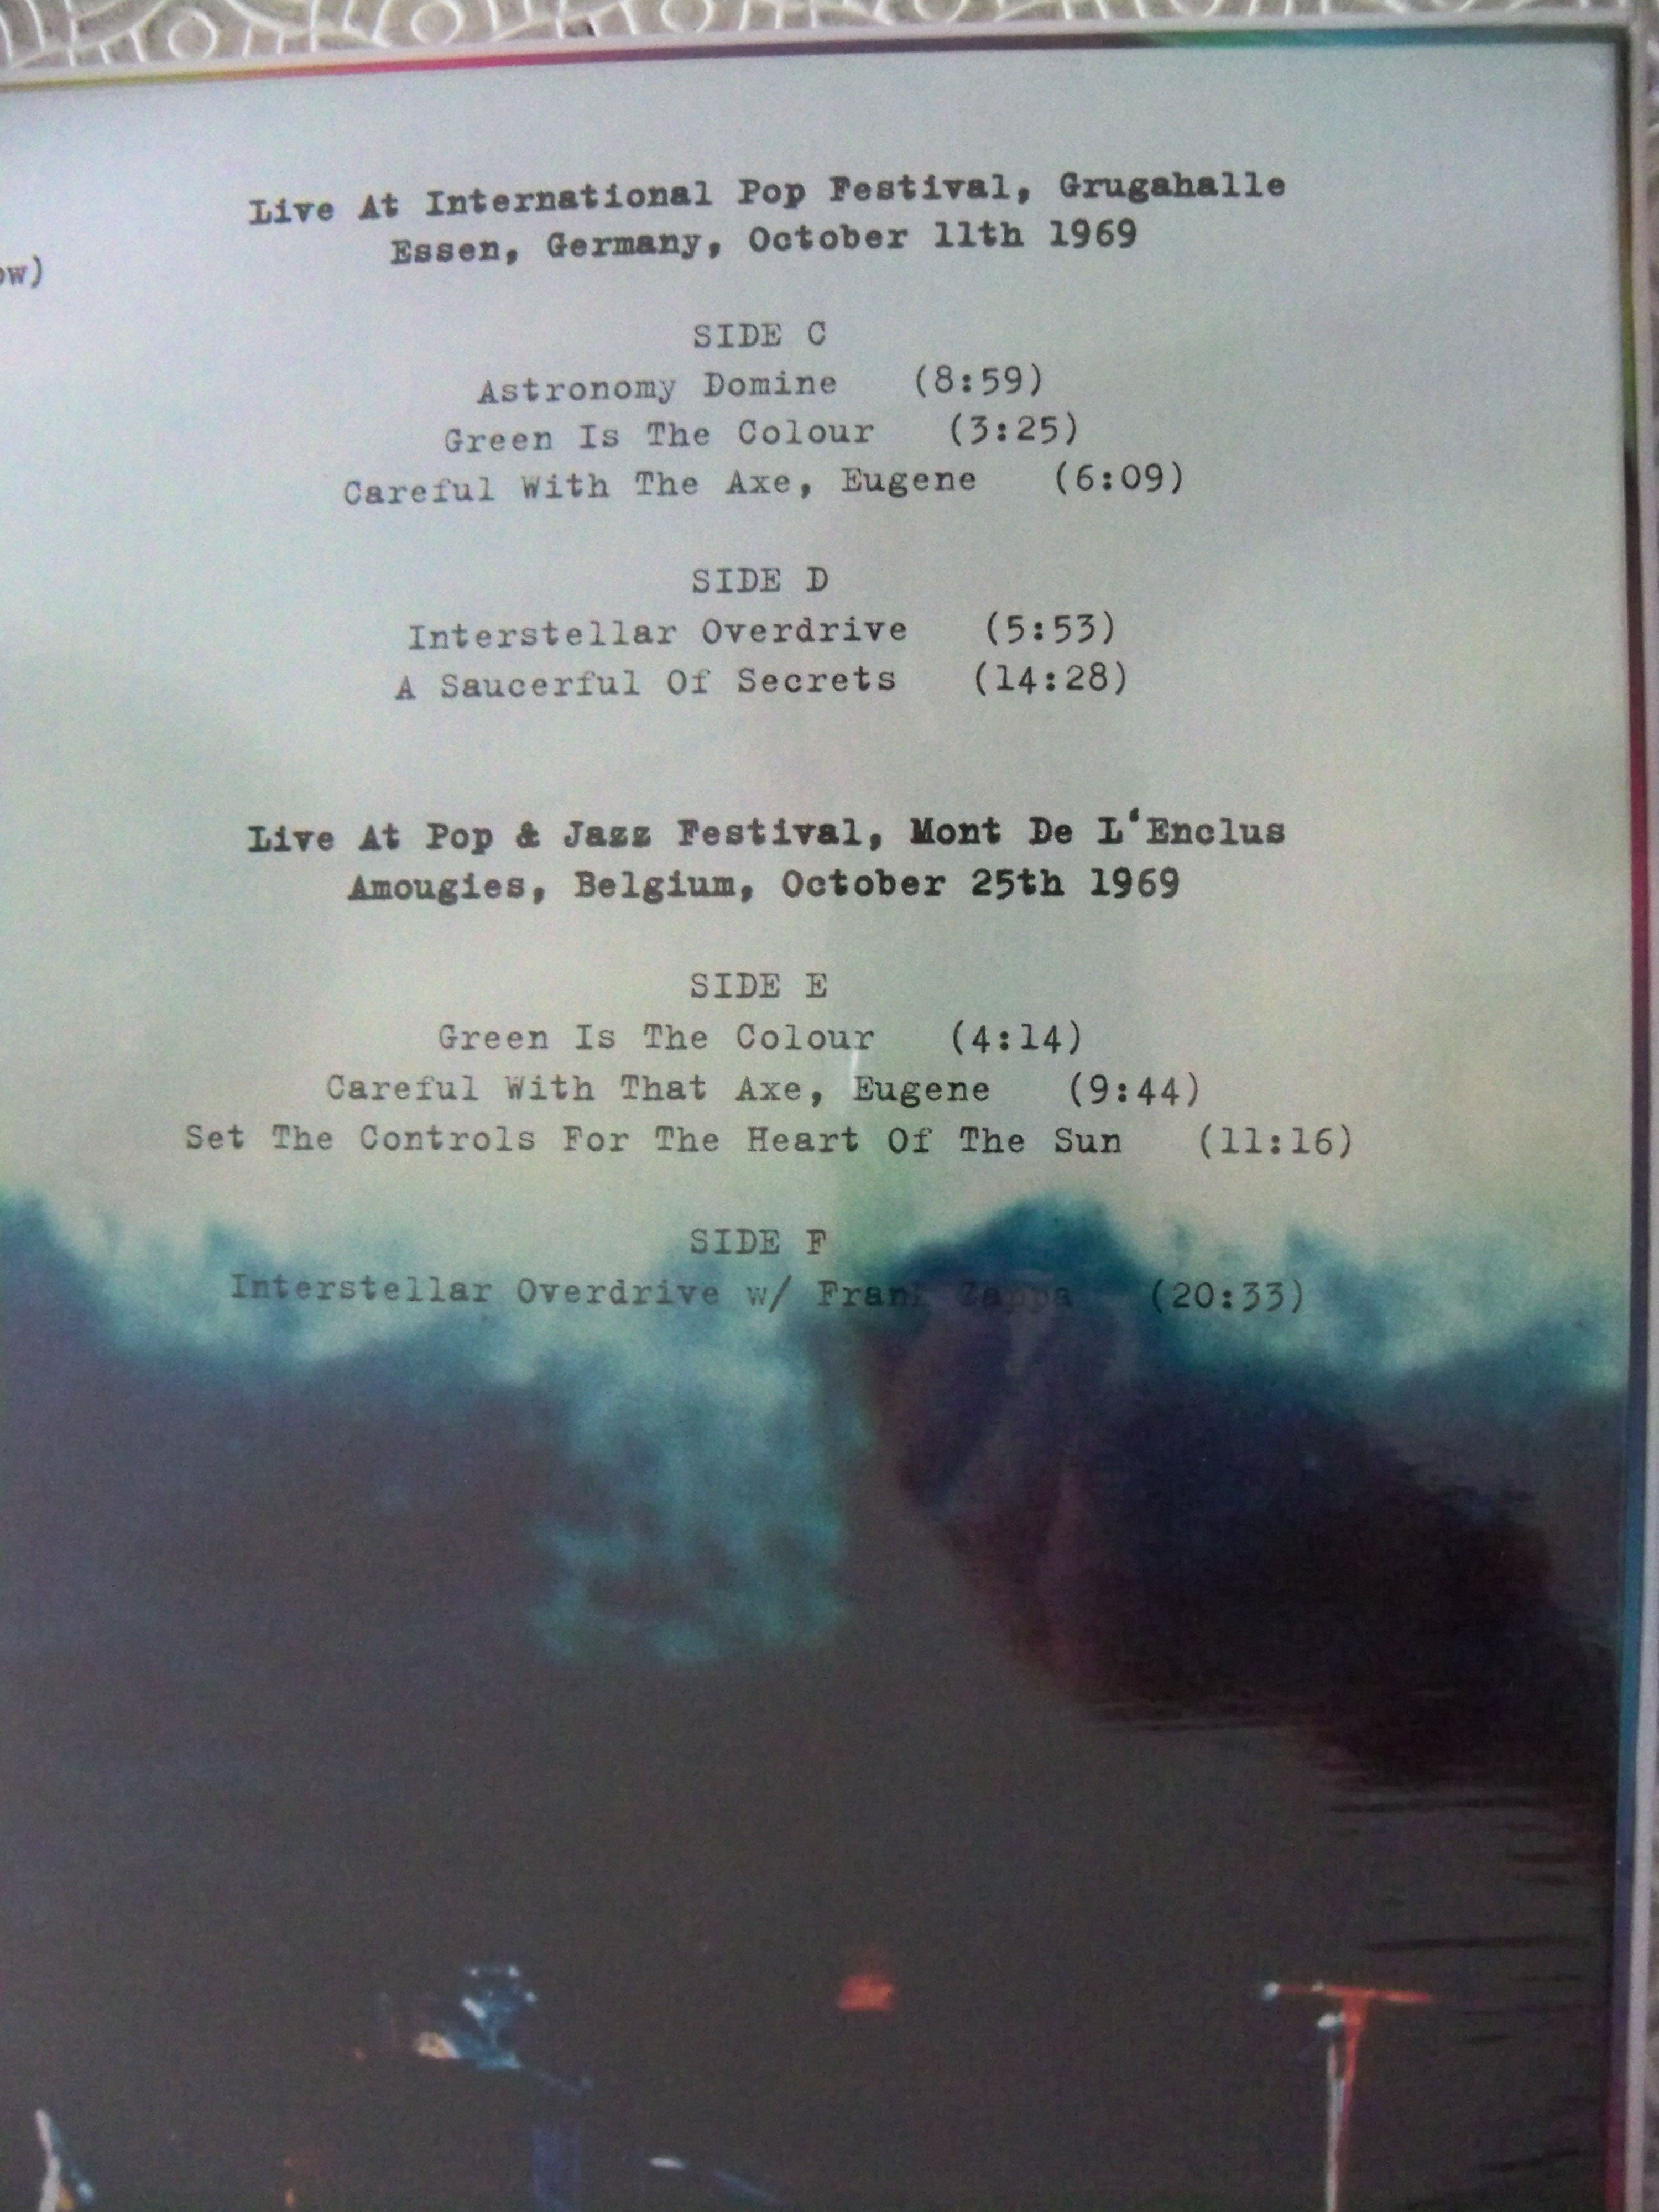 ow)
Live At International Pop Festival, Grugahalle
Essen, Germany, October 11th 1969
SIDE C
Astronomy Domine (8:59)
Green Is The Colour (3:25)
Careful With The Axe, Eugene (6:09)
SIDE D
Interstellar Overdrive (5:53)
A Saucerful Of Secrets (14:28)
Live At Pop & Jazz Festival, Mont De L'Enclus
Amougies, Belgium, October 25th 1969
SIDE E
Green Is The Colour (4:14)
Careful With That Axe, Eugene (9:44)
Set The Controls For The Heart Of The Sun (11:16)
SIDE F
Interstellar Overdrive w/ Frank Zappa (20:33)